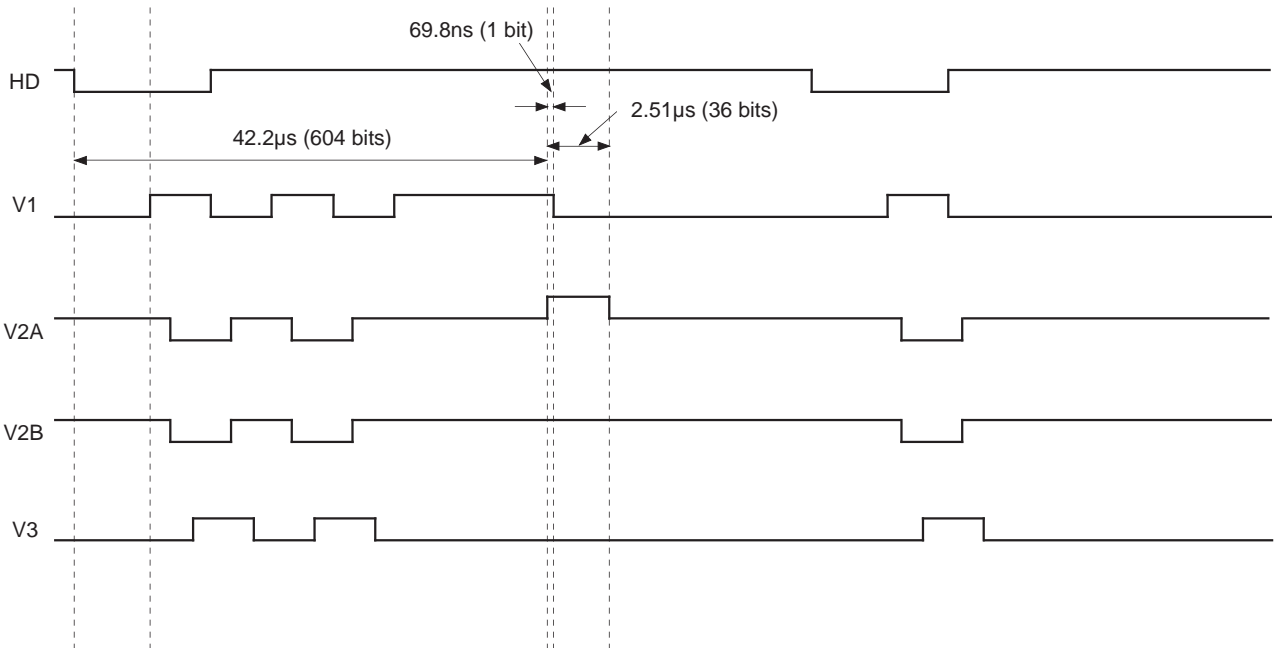 69.8ns (1 bit)
HD
2.51µs (36 bits)
42.2µs (604 bits)
V1
V2A
V2B
V3